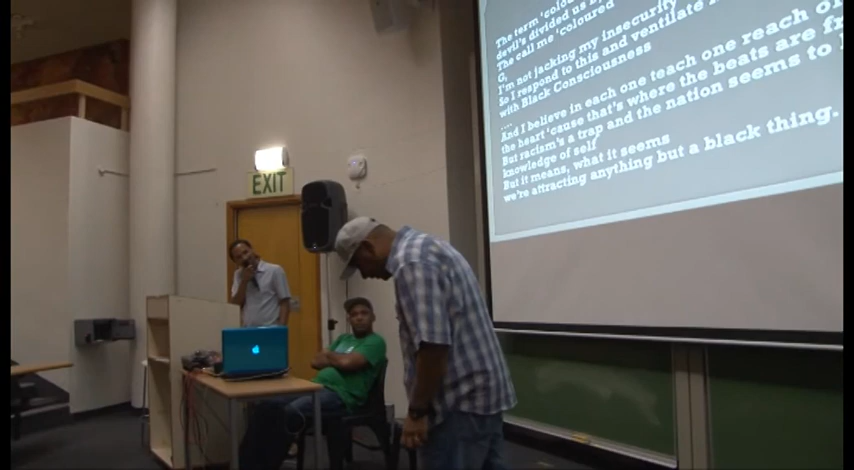 The term 'colou
devil's divided us
The call me 'coloured
G,
I'm not jacking my insecurity
So I respond to this and ventilate
with Black Consciousness
....
And I believe in each one teach one reach
the heart 'cause that's where the beats are
But racism's a trap and the nation seems to
knowledge of self
But it means, what it seems
we're attracting anything but a black thing.
EXIT